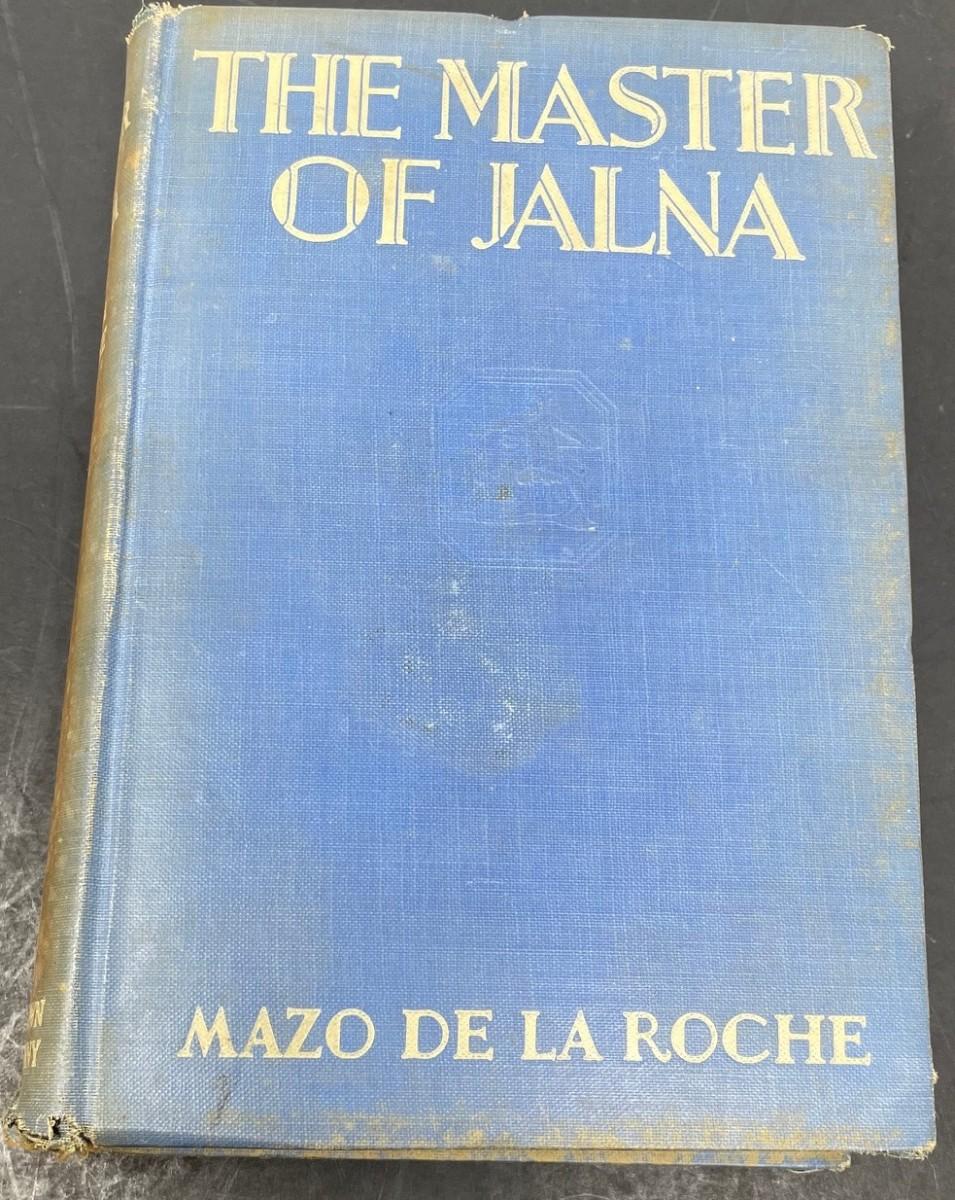 THE MASTER
OF JALNA
MAZO DE LA ROCHE